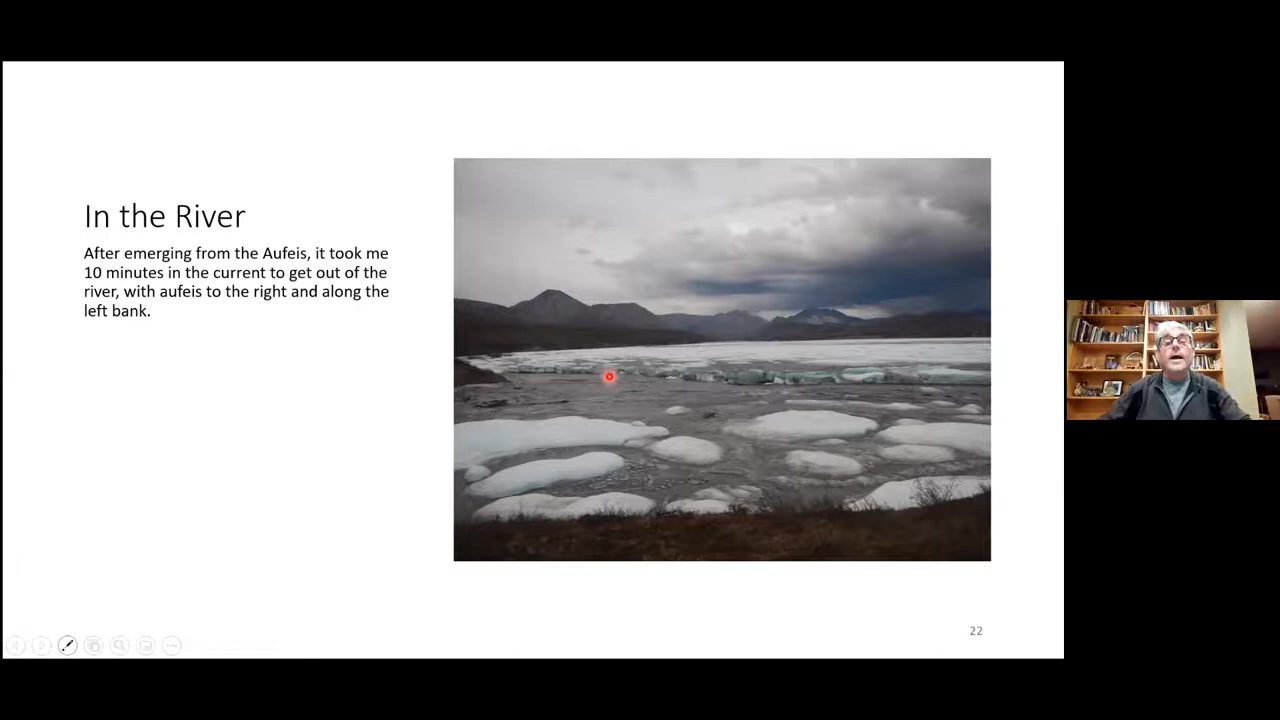 In the River
After emerging from the Aufeis, it took me
10 minutes in the current to get out of the
river, with aufeis to the right and along the
left bank.
22